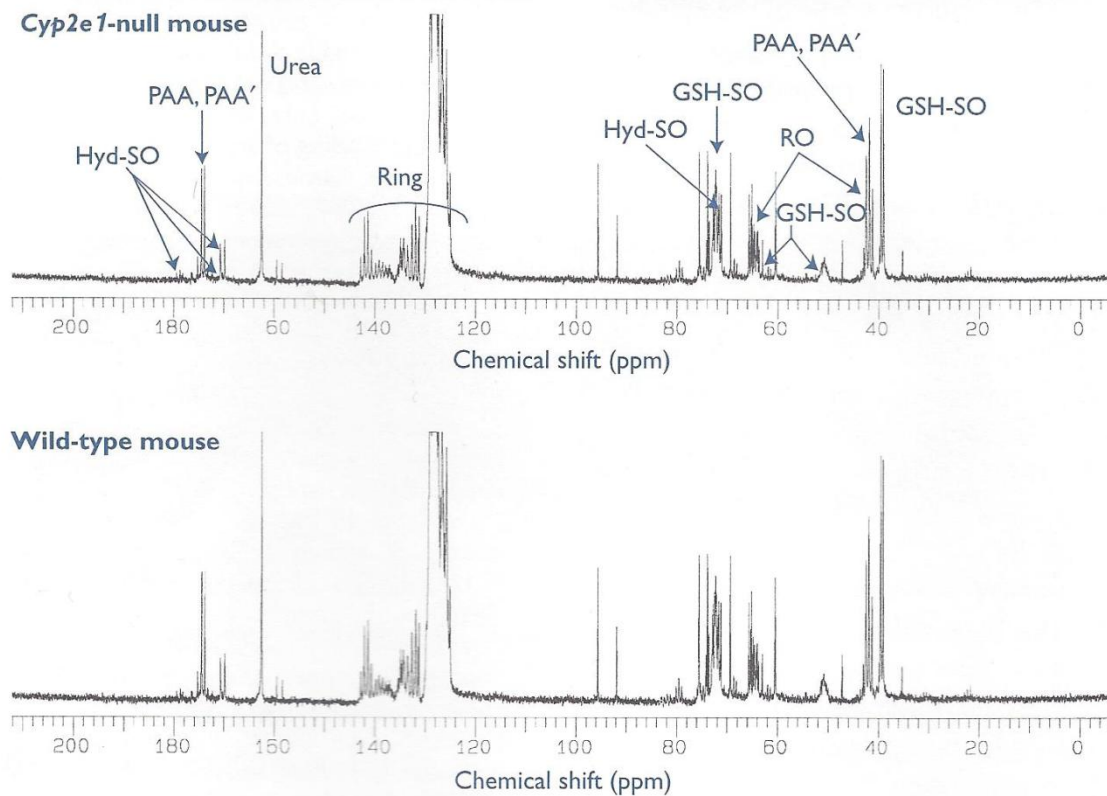 Cyp2e1-null mouse
Urea
PAA, PAA′
PAA, PAA′
GSH-SO
GSH-SO
Hyd-SO
RO
Hyd-SO
Ring
GSH-SO
200 180 160 140 120 100 80 60 40 20 0
Chemical shift (ppm)
Wild-type mouse
200 180 160 140 120 100 80 60 40 20 0
Chemical shift (ppm)